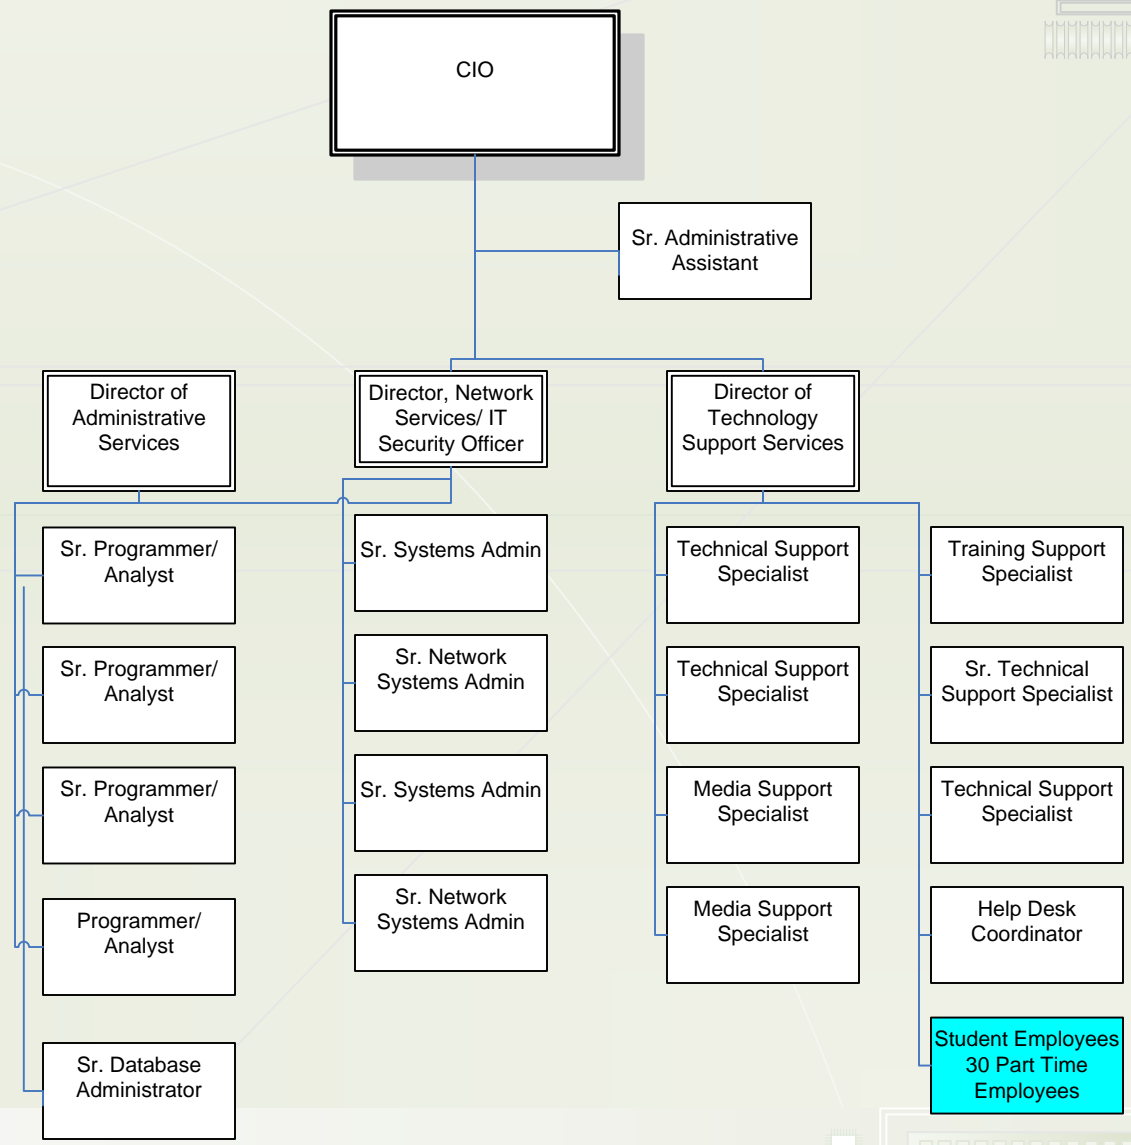 CIO
Sr. Administrative
Assistant
Director of
Administrative
Services
Director, Network
Services/ IT
Security Officer
Director of
Technology
Support Services
Sr. Programmer/
Analyst
Sr. Programmer/
Analyst
Sr. Programmer/
Analyst
Programmer/
Analyst
Sr. Database
Administrator
Sr. Systems Admin
Sr. Network
Systems Admin
Sr. Systems Admin
Sr. Network
Systems Admin
Technical Support
Specialist
Technical Support
Specialist
Media Support
Specialist
Media Support
Specialist
Training Support
Specialist
Sr. Technical
Support Specialist
Technical Support
Specialist
Help Desk
Coordinator
Student Employees
30 Part Time
Employees